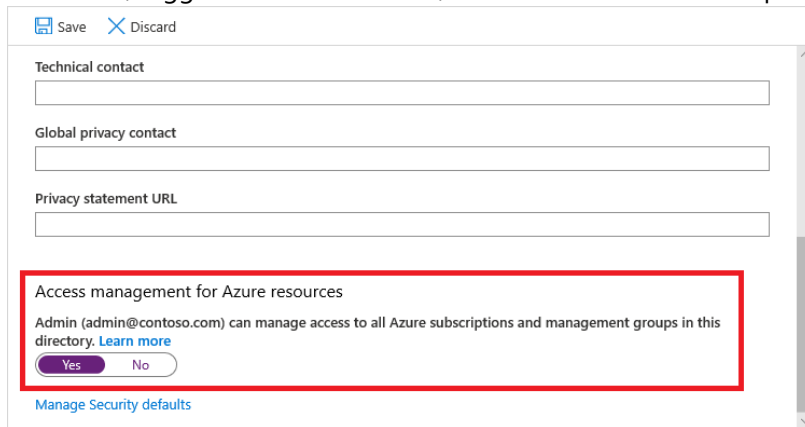 Save Discard
Technical contact
Global privacy contact
Privacy statement URL
Access management for Azure resources
Admin (admin@contoso.com) can manage access to all Azure subscriptions and management groups in this
directory. Learn more
Yes No
Manage Security defaults